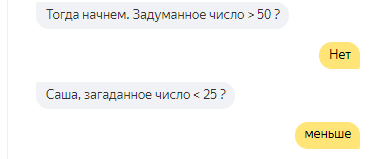 Тогда начнем. Задуманное число > 50 ?
Нет
Саша, загаданное число < 25 ?
меньше